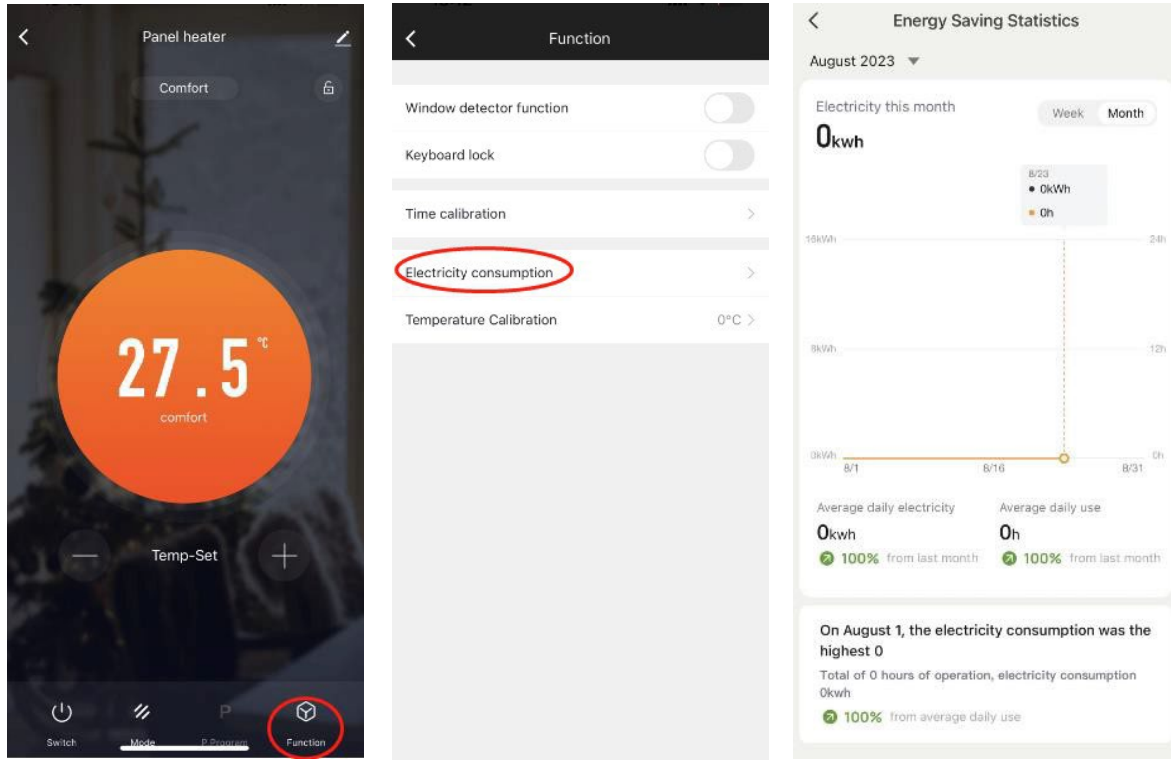 Panel heater
Comfort
27.5
°C
comfort
Temp-Set
Switch
Mode
P
P Program
Function
Function
Window detector function
Keyboard lock
Time calibration
Electricity consumption
Temperature Calibration 0°C
Energy Saving Statistics
August 2023
Electricity this month
Week Month
0kwh
8/23
0kWh
0h
16kWh 24h
8kWh 12h
0kWh 0h
8/1 8/16 8/31
Average daily electricity Average daily use
0kwh 0h
100% from last month 100% from last month
On August 1, the electricity consumption was the
highest 0
Total of 0 hours of operation, electricity consumption
0kwh
100% from average daily use